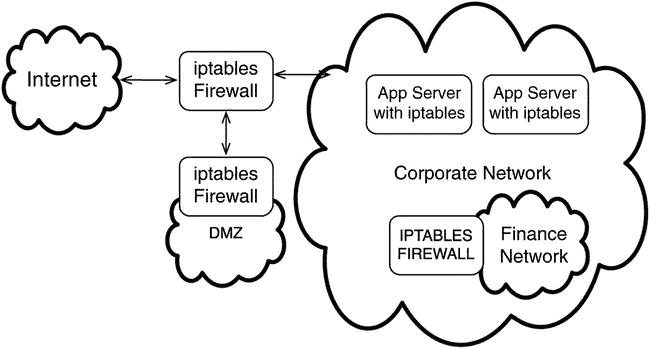 Internet
iptables
Firewall
App Server
with iptables
App Server
with iptables
iptables
Firewall
DMZ
Corporate Network
IPTABLES
FIREWALL
Finance
Network